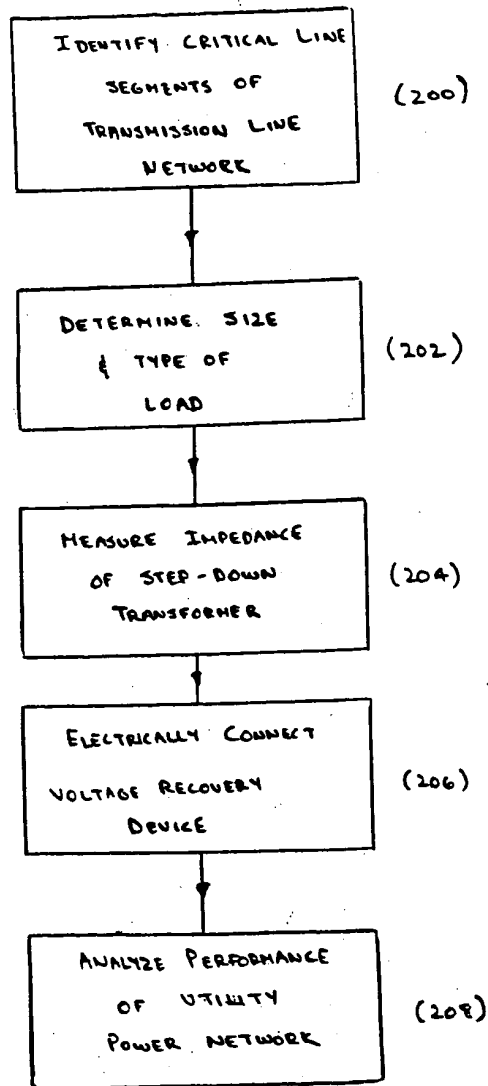 IDENTIFY CRITICAL LINE
SEGMENTS OF
TRANSMISSION LINE
NETWORK
(200)
DETERMINE SIZE
& TYPE OF
LOAD
(202)
MEASURE IMPEDANCE
OF STEP-DOWN
TRANSFORMER
(204)
ELECTRICALLY CONNECT
VOLTAGE RECOVERY
DEVICE
(206)
ANALYZE PERFORMANCE
OF UTILITY
POWER NETWORK
(208)